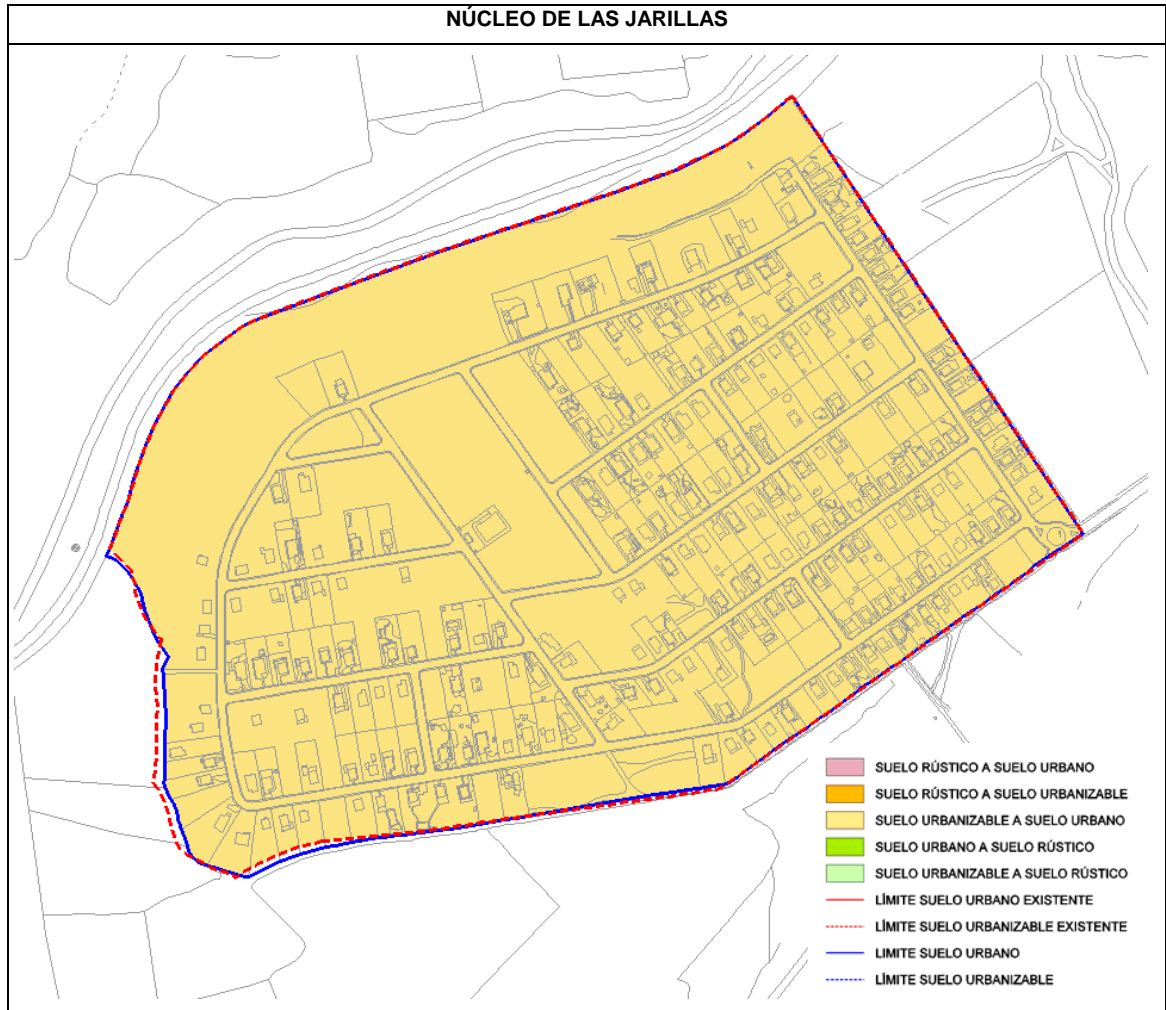 NÚCLEO DE LAS JARILLAS
SUELO RÚSTICO A SUELO URBANO
SUELO RÚSTICO A SUELO URBANIZABLE
SUELO URBANIZABLE A SUELO URBANO
SUELO URBANO A SUELO RÚSTICO
SUELO URBANIZABLE A SUELO RÚSTICO
LÍMITE SUELO URBANO EXISTENTE
LÍMITE SUELO URBANIZABLE EXISTENTE
LIMITE SUELO URBANO
LÍMITE SUELO URBANIZABLE